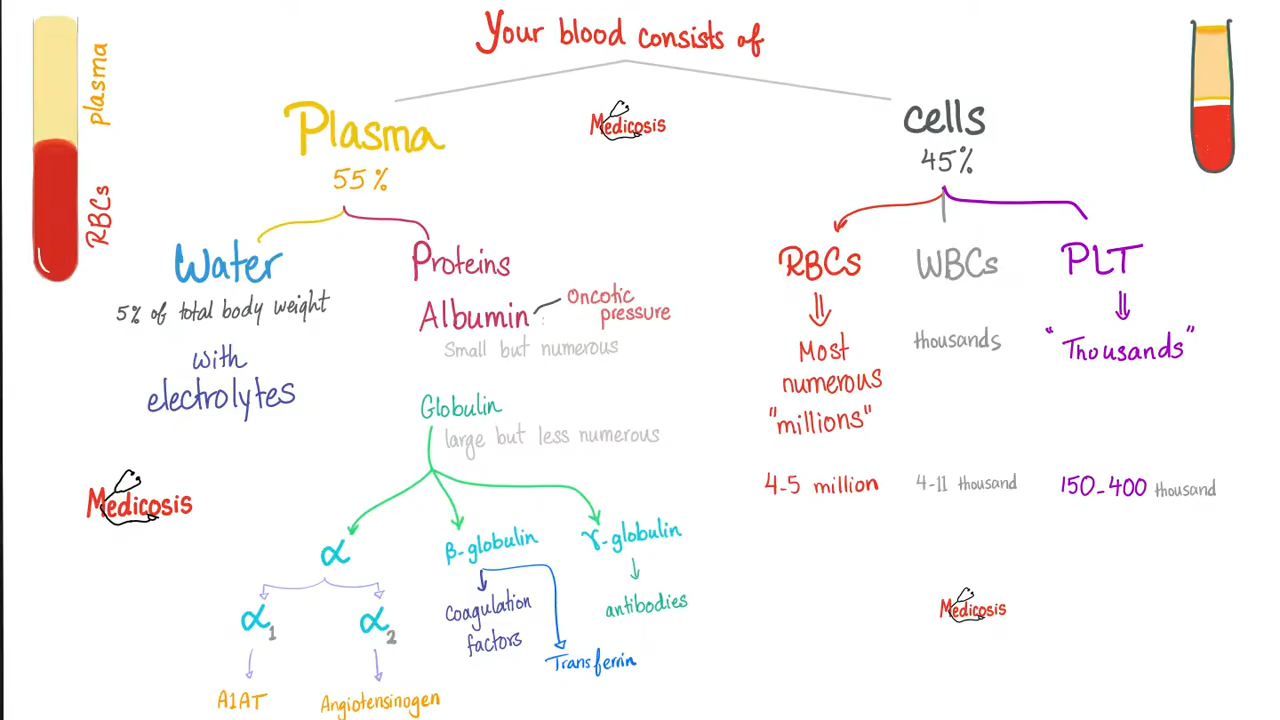 Your blood consists of
plasma
RBCs
Plasma
55%
Medicosis
cells
45%
Water
5% of total body weight
with
electrolytes
Proteins
Albumin
Oncotic
pressure
Small but numerous
Globulin
large but less numerous
α
α1
A1AT
α2
Angiotensinogen
β-globulin
Coagulation
factors
Transferrin
γ-globulin
antibodies
RBCs
Most
numerous
"millions"
4-5 million
WBCs
thousands
4-11 thousand
PLT
"Thousands"
150-400 thousand
Medicosis
Medicosis